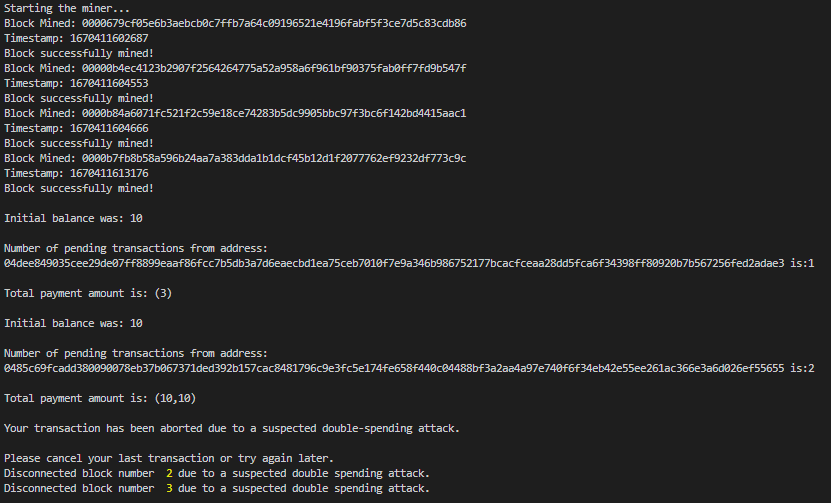 Starting the miner...
Block Mined: 0000679cf05e6b3aebcb0c7ffb7a64c09196521e4196fabf5f3ce7d5c83cdb86
Timestamp: 1670411602687
Block successfully mined!
Block Mined: 00000b4ec4123b2907f2564264775a52a958a6f961bf90375fab0ff7fd9b547f
Timestamp: 1670411604553
Block successfully mined!
Block Mined: 0000b84a6071fc521f2c59e18ce74283b5dc9905bbc97f3bc6f142bd4415aac1
Timestamp: 1670411604666
Block successfully mined!
Block Mined: 0000b7fb8b58a596b24aa7a383dda1b1dcf45b12d1f2077762ef9232df773c9c
Timestamp: 1670411613176
Block successfully mined!
Initial balance was: 10
Number of pending transactions from address:
04dee849035cee29de07ff8899eaaf86fcc7b5db3a7d6eaecbd1ea75ceb7010f7e9a346b986752177bcacfceaa28dd5fca6f34398ff80920b7b567256fed2adae3 is:1
Total payment amount is: (3)
Initial balance was: 10
Number of pending transactions from address:
0485c69fcadd380090078eb37b067371ded392b157cac8481796c9e3fc5e174fe658f440c04488bf3a2aa4a97e740f6f34eb42e55ee261ac366e3a6d026ef55655 is:2
Total payment amount is: (10,10)
Your transaction has been aborted due to a suspected double-spending attack.
Please cancel your last transaction or try again later.
Disconnected block number  2 due to a suspected double spending attack.
Disconnected block number  3 due to a suspected double spending attack.